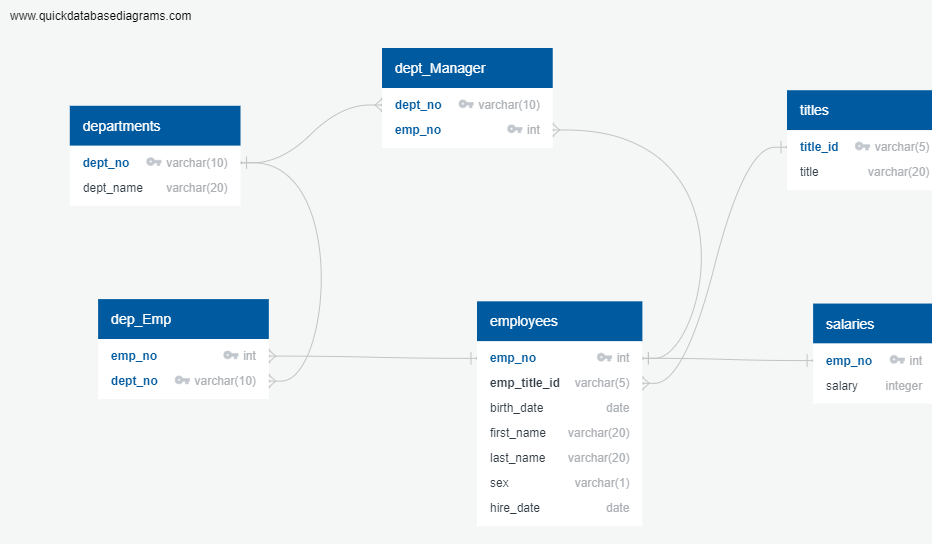 www.quickdatabasediagrams.com
dept_Manager
dept_no varchar(10)
emp_no int
departments
dept_no varchar(10)
dept_name varchar(20)
titles
title_id varchar(5)
title varchar(20)
dep_Emp
emp_no int
dept_no varchar(10)
employees
emp_no int
emp_title_id varchar(5)
birth_date date
first_name varchar(20)
last_name varchar(20)
sex varchar(1)
hire_date date
salaries
emp_no int
salary integer